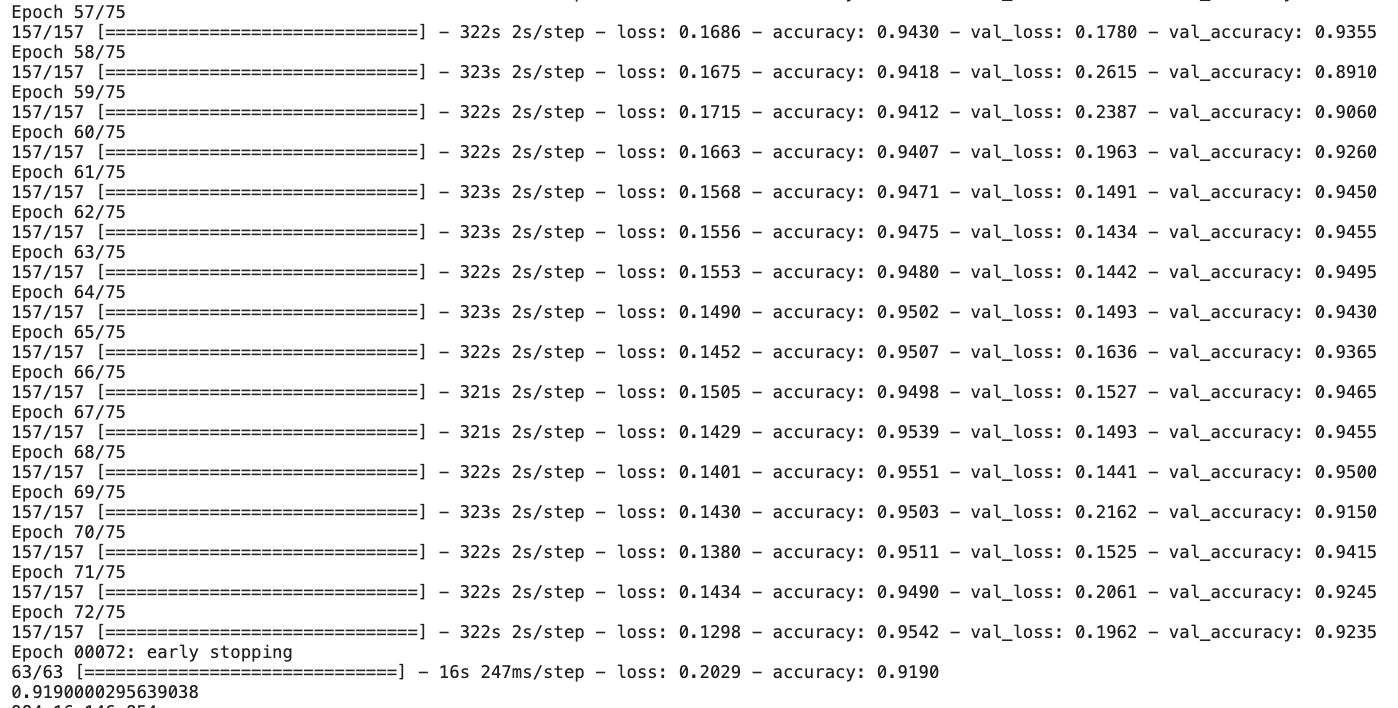 Epoch 57/75
157/157 [==============================] - 322s 2s/step - loss: 0.1686 - accuracy: 0.9430 - val_loss: 0.1780 - val_accuracy: 0.9355
Epoch 58/75
157/157 [==============================] - 323s 2s/step - loss: 0.1675 - accuracy: 0.9418 - val_loss: 0.2615 - val_accuracy: 0.8910
Epoch 59/75
157/157 [==============================] - 322s 2s/step - loss: 0.1715 - accuracy: 0.9412 - val_loss: 0.2387 - val_accuracy: 0.9060
Epoch 60/75
157/157 [==============================] - 322s 2s/step - loss: 0.1663 - accuracy: 0.9407 - val_loss: 0.1963 - val_accuracy: 0.9260
Epoch 61/75
157/157 [==============================] - 323s 2s/step - loss: 0.1568 - accuracy: 0.9471 - val_loss: 0.1491 - val_accuracy: 0.9450
Epoch 62/75
157/157 [==============================] - 323s 2s/step - loss: 0.1556 - accuracy: 0.9475 - val_loss: 0.1434 - val_accuracy: 0.9455
Epoch 63/75
157/157 [==============================] - 322s 2s/step - loss: 0.1553 - accuracy: 0.9480 - val_loss: 0.1442 - val_accuracy: 0.9495
Epoch 64/75
157/157 [==============================] - 323s 2s/step - loss: 0.1490 - accuracy: 0.9502 - val_loss: 0.1493 - val_accuracy: 0.9430
Epoch 65/75
157/157 [==============================] - 322s 2s/step - loss: 0.1452 - accuracy: 0.9507 - val_loss: 0.1636 - val_accuracy: 0.9365
Epoch 66/75
157/157 [==============================] - 321s 2s/step - loss: 0.1505 - accuracy: 0.9498 - val_loss: 0.1527 - val_accuracy: 0.9465
Epoch 67/75
157/157 [==============================] - 321s 2s/step - loss: 0.1429 - accuracy: 0.9539 - val_loss: 0.1493 - val_accuracy: 0.9455
Epoch 68/75
157/157 [==============================] - 322s 2s/step - loss: 0.1401 - accuracy: 0.9551 - val_loss: 0.1441 - val_accuracy: 0.9500
Epoch 69/75
157/157 [==============================] - 323s 2s/step - loss: 0.1430 - accuracy: 0.9503 - val_loss: 0.2162 - val_accuracy: 0.9150
Epoch 70/75
157/157 [==============================] - 322s 2s/step - loss: 0.1380 - accuracy: 0.9511 - val_loss: 0.1525 - val_accuracy: 0.9415
Epoch 71/75
157/157 [==============================] - 322s 2s/step - loss: 0.1434 - accuracy: 0.9490 - val_loss: 0.2061 - val_accuracy: 0.9245
Epoch 72/75
157/157 [==============================] - 322s 2s/step - loss: 0.1298 - accuracy: 0.9542 - val_loss: 0.1962 - val_accuracy: 0.9235
Epoch 00072: early stopping
63/63 [==============================] - 16s 247ms/step - loss: 0.2029 - accuracy: 0.9190
0.9190000295639038